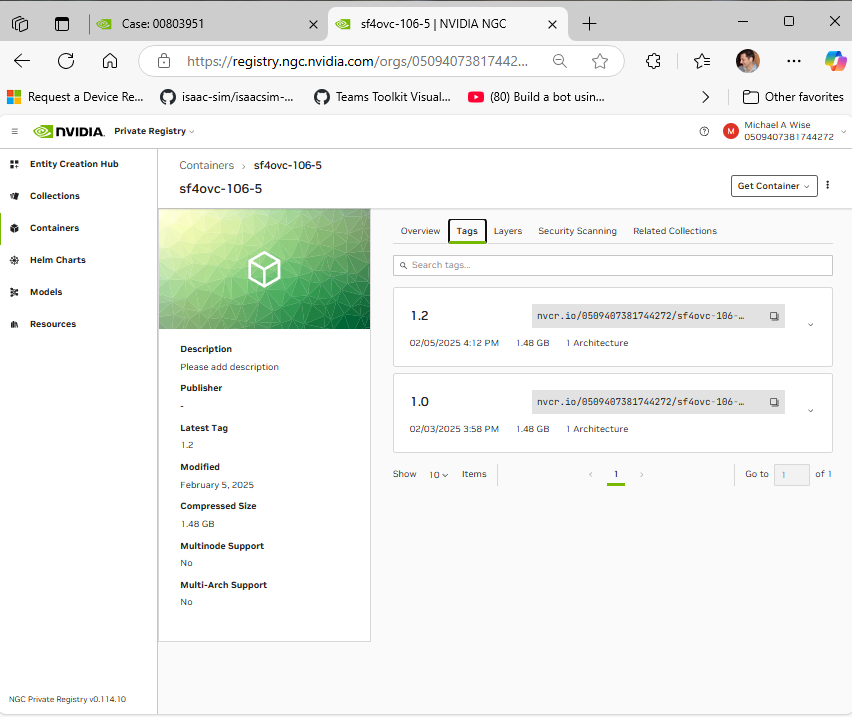 Case: 00803951
sf4ovc-106-5 | NVIDIA NGC
https://registry.ngc.nvidia.com/orgs/05094073817442...
Request a Device Re...
isaac-sim/isaacsim-...
Teams Toolkit Visual...
(80) Build a bot usin...
Other favorites
NVIDIA. Private Registry
M
Michael A Wise
0509407381744272
Entity Creation Hub
Collections
Containers
Helm Charts
Models
Resources
NGC Private Registry v0.114.10
Containers > sf4ovc-106-5
sf4ovc-106-5
Get Container
Description
Please add description
Publisher
-
Latest Tag
1.2
Modified
February 5, 2025
Compressed Size
1.48 GB
Multinode Support
No
Multi-Arch Support
No
Overview Tags Layers Security Scanning Related Collections
Search tags...
1.2 nvcr.io/0509407381744272/sf4ovc-106-…
02/05/2025 4:12 PM 1.48 GB 1 Architecture
1.0 nvcr.io/0509407381744272/sf4ovc-106-…
02/03/2025 3:58 PM 1.48 GB 1 Architecture
Show 10 Items < 1 > Go to 1 of 1